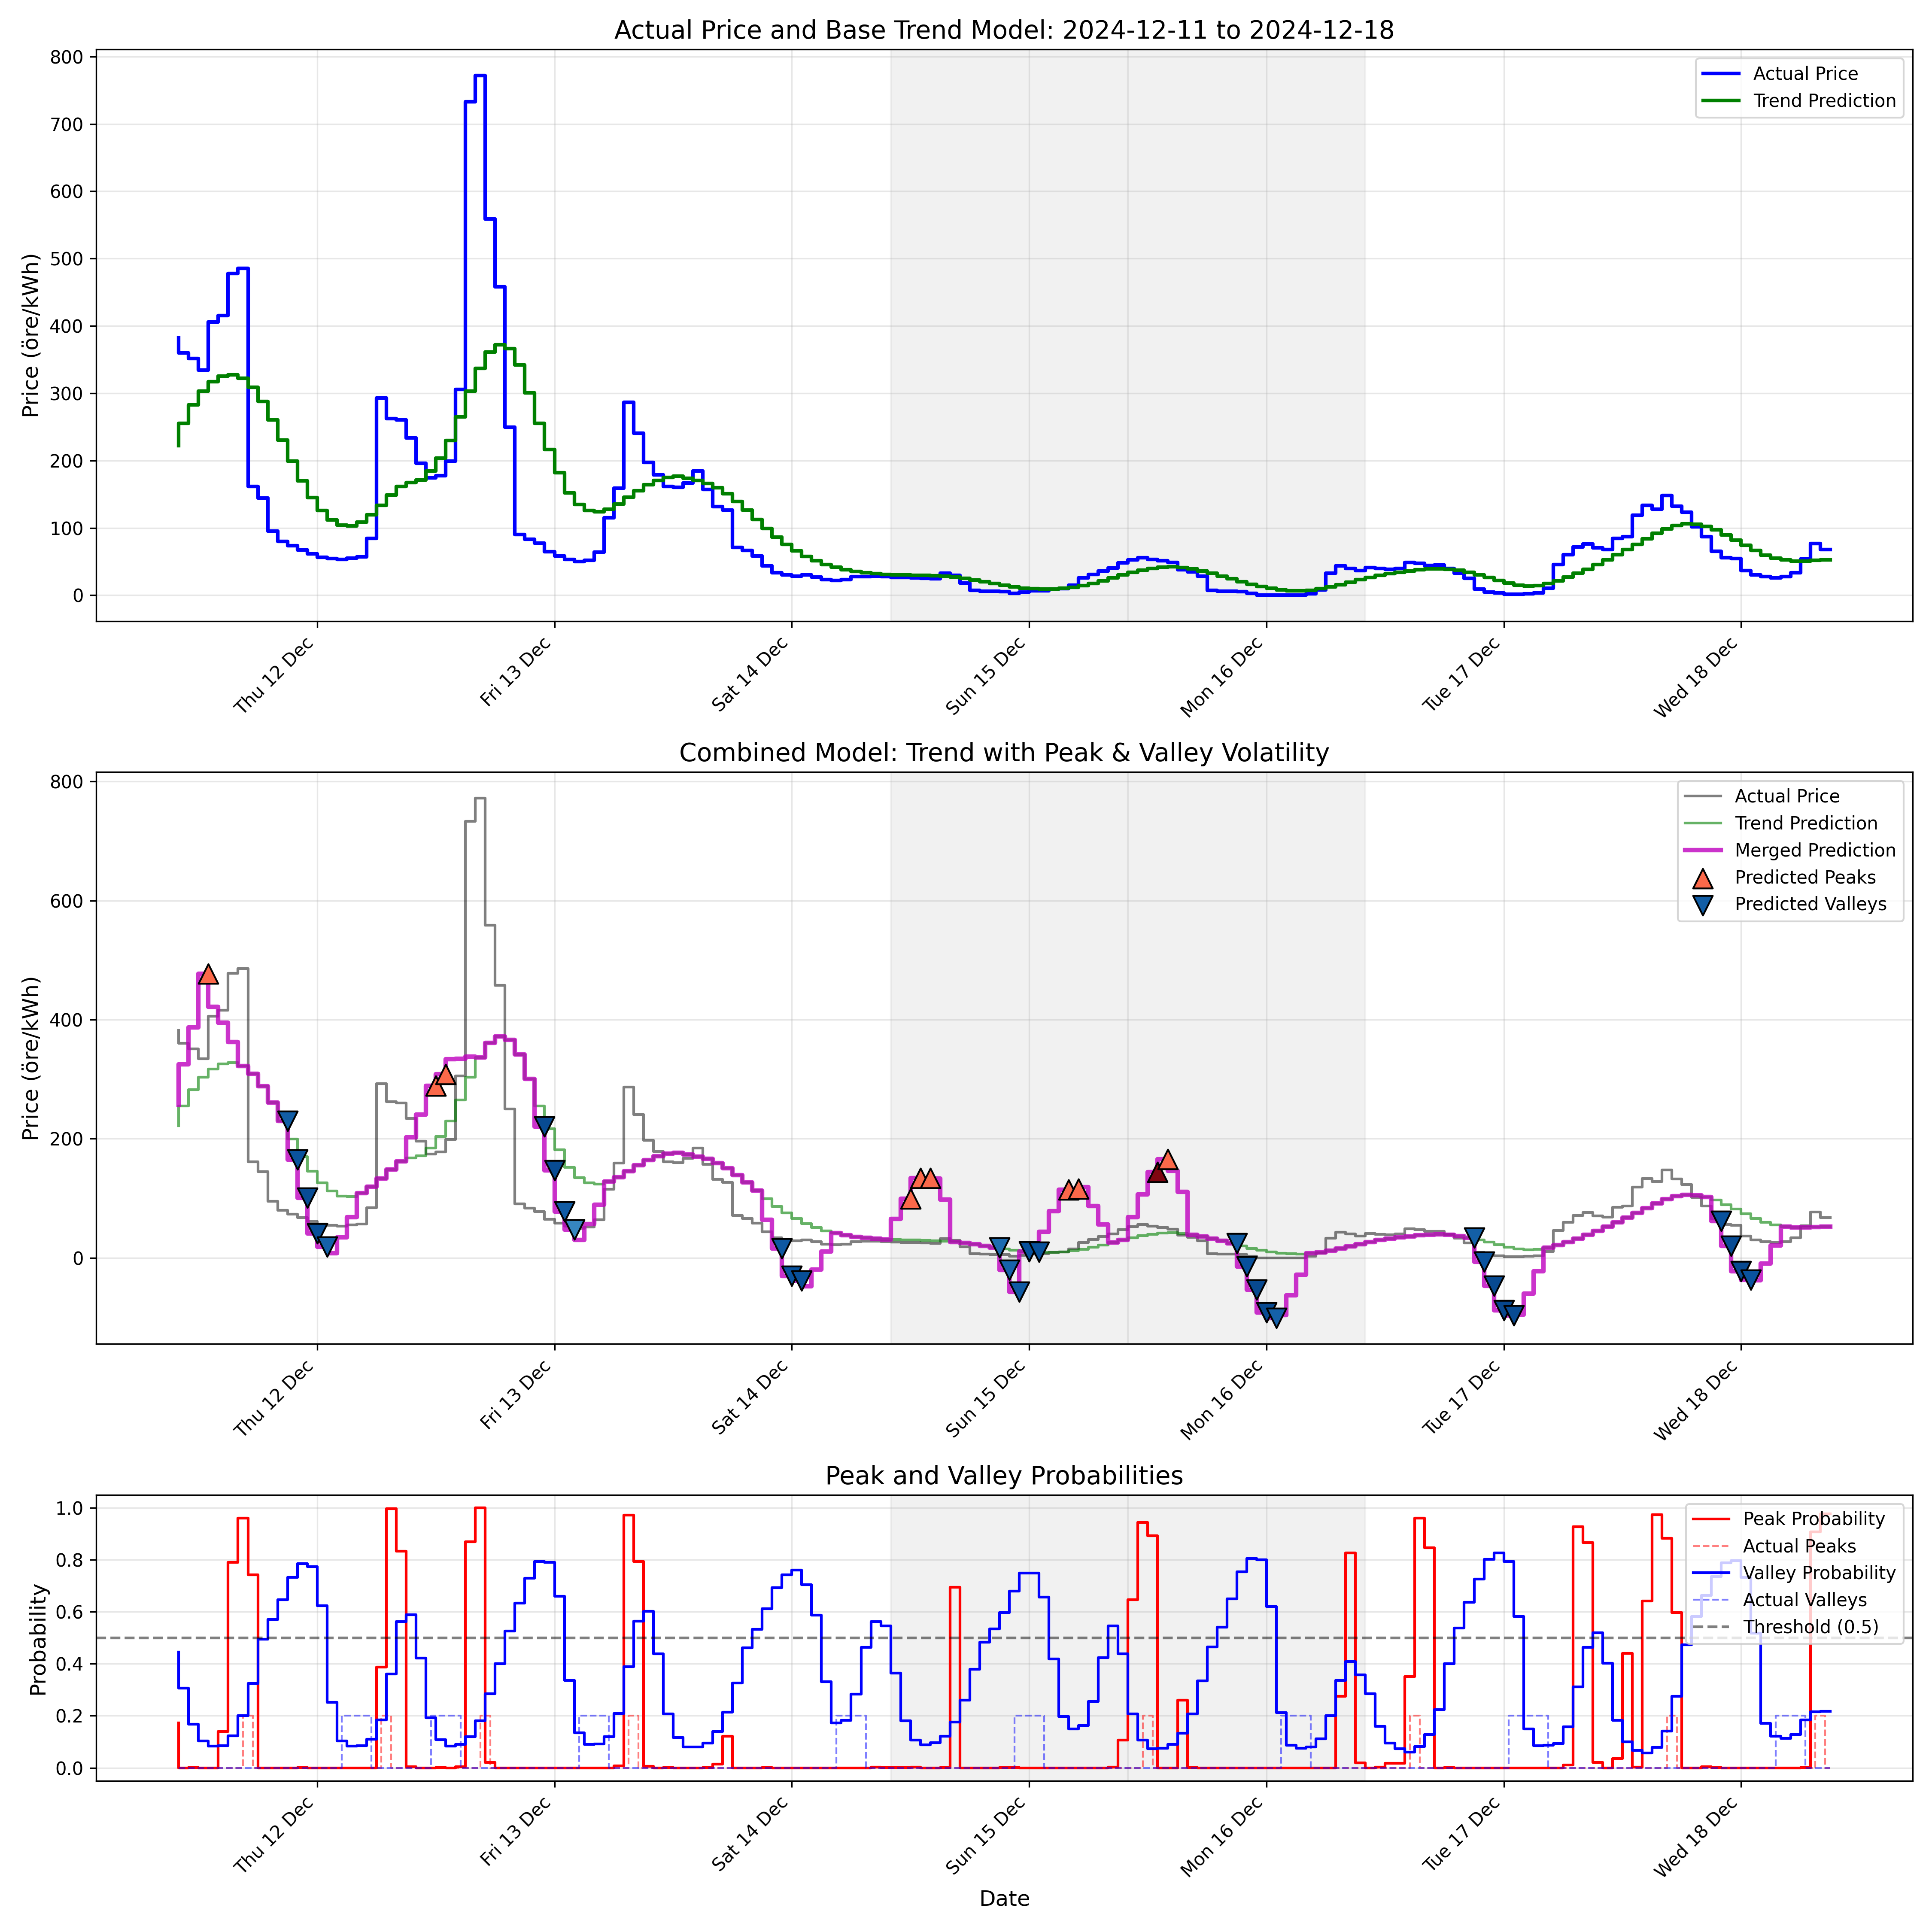 Actual Price and Base Trend Model: 2024-12-11 to 2024-12-18
Price (öre/kWh)
800
700
600
500
400
300
200
100
0
Actual Price
Trend Prediction
Thu 12 Dec
Fri 13 Dec
Sat 14 Dec
Sun 15 Dec
Mon 16 Dec
Tue 17 Dec
Wed 18 Dec
Combined Model: Trend with Peak & Valley Volatility
Price (öre/kWh)
800
600
400
200
0
Actual Price
Trend Prediction
Merged Prediction
Predicted Peaks
Predicted Valleys
Thu 12 Dec
Fri 13 Dec
Sat 14 Dec
Sun 15 Dec
Mon 16 Dec
Tue 17 Dec
Wed 18 Dec
Peak and Valley Probabilities
Probability
1.0
0.8
0.6
0.4
0.2
0.0
Peak Probability
Actual Peaks
Valley Probability
Actual Valleys
Threshold (0.5)
Thu 12 Dec
Fri 13 Dec
Sat 14 Dec
Sun 15 Dec
Mon 16 Dec
Tue 17 Dec
Wed 18 Dec
Date